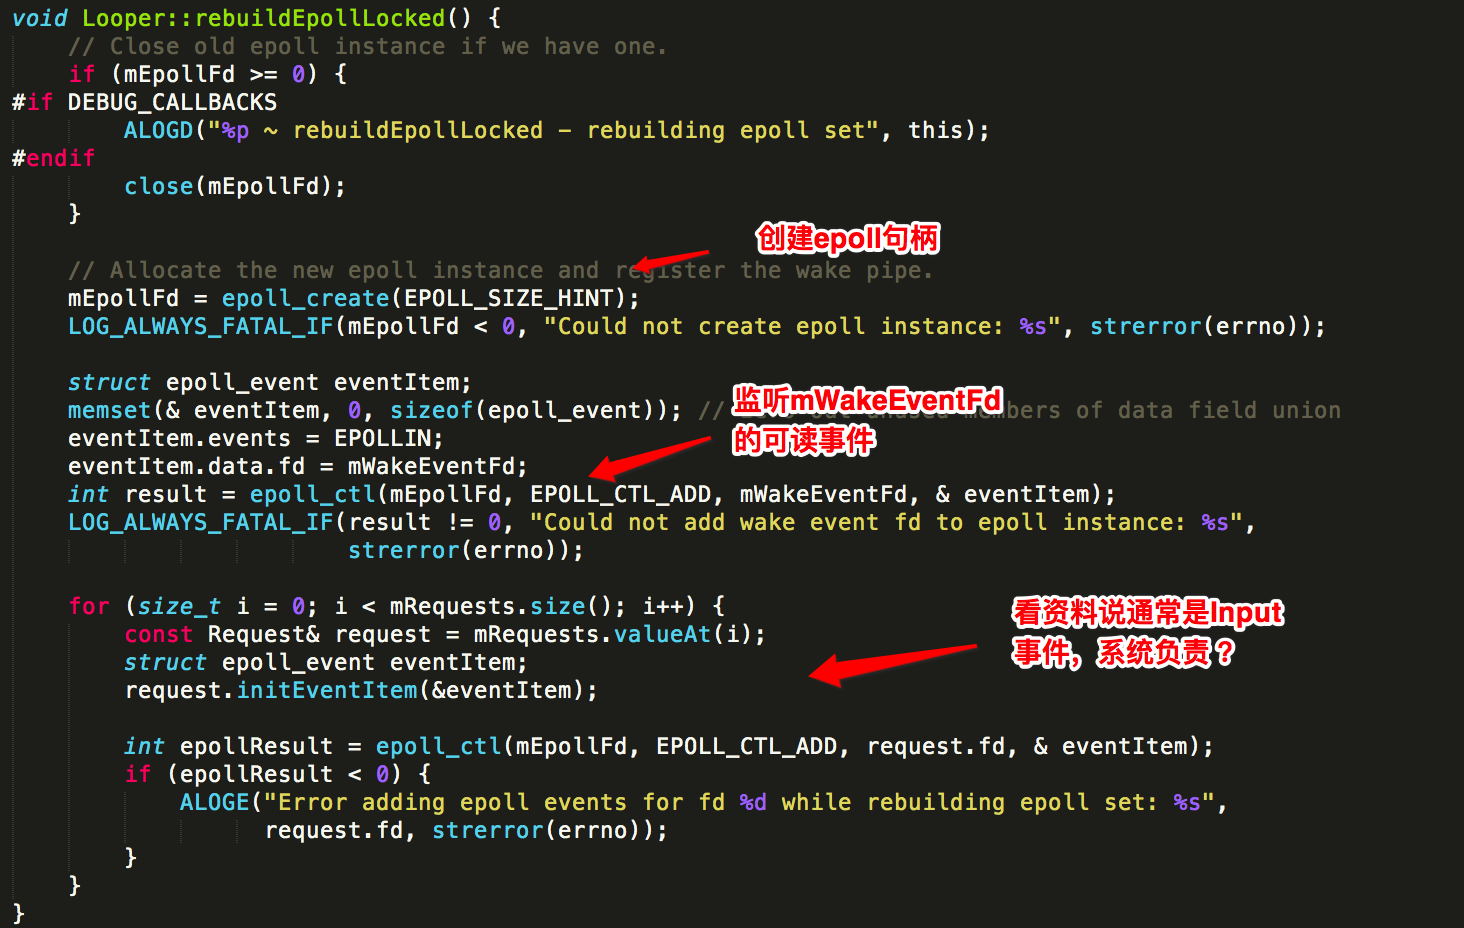 void Looper::rebuildEpollLocked() {
// Close old epoll instance if we have one.
if (mEpollFd >= 0) {
#if DEBUG_CALLBACKS
ALOGD("%p ~ rebuildEpollLocked - rebuilding epoll set", this);
#endif
close(mEpollFd);
}
创建epoll句柄
// Allocate the new epoll instance and register the wake pipe.
mEpollFd = epoll_create(EPOLL_SIZE_HINT);
LOG_ALWAYS_FATAL_IF(mEpollFd < 0, "Could not create epoll instance: %s", strerror(errno));
struct epoll_event eventItem;
监听mWakeEventFd
memset(& eventItem, 0, sizeof(epoll_event)); // members of data field union
的可读事件
eventItem.events = EPOLLIN;
eventItem.data.fd = mWakeEventFd;
int result = epoll_ctl(mEpollFd, EPOLL_CTL_ADD, mWakeEventFd, & eventItem);
LOG_ALWAYS_FATAL_IF(result != 0, "Could not add wake event fd to epoll instance: %s",
strerror(errno));
for (size_t i = 0; i < mRequests.size(); i++) {
看资料说通常是Input
const Request& request = mRequests.valueAt(i);
事件，系统负责？
struct epoll_event eventItem;
request.initEventItem(&eventItem);
int epollResult = epoll_ctl(mEpollFd, EPOLL_CTL_ADD, request.fd, & eventItem);
if (epollResult < 0) {
ALOGE("Error adding epoll events for fd %d while rebuilding epoll set: %s",
request.fd, strerror(errno));
}
}
}